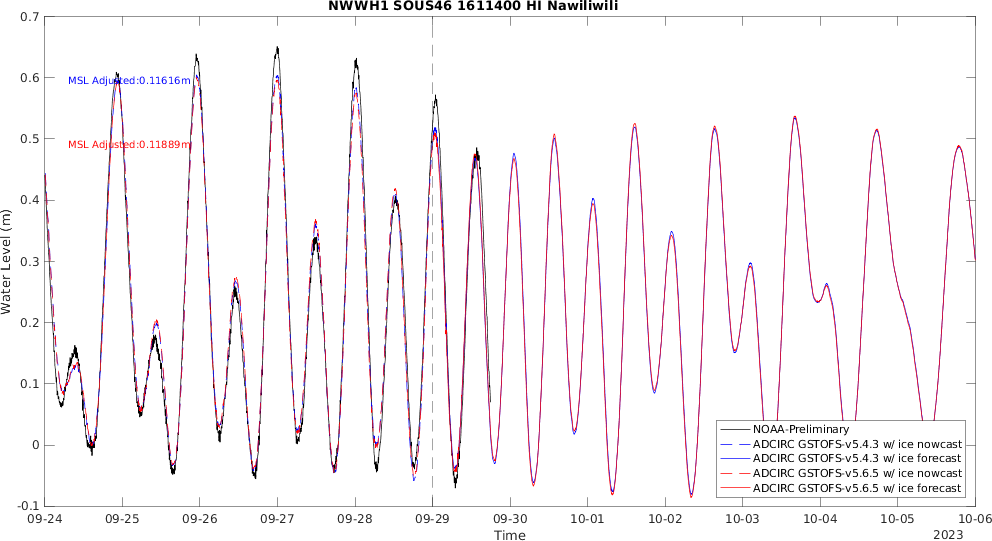 NWWH1 SOUS46 1611400 HI Nawiliwili
0.7
0.6
0.5
0.4
0.3
0.2
0.1
0
-0.1
Water Level (m)
MSL Adjusted:0.11616m
MSL Adjusted:0.11889m
NOAA-Preliminary
ADCIRC GSTOFS-v5.4.3 w/ ice nowcast
ADCIRC GSTOFS-v5.4.3 w/ ice forecast
ADCIRC GSTOFS-v5.6.5 w/ ice nowcast
ADCIRC GSTOFS-v5.6.5 w/ ice forecast
09-24 09-25 09-26 09-27 09-28 09-29 09-30 10-01 10-02 10-03 10-04 10-05 10-06
Time
2023